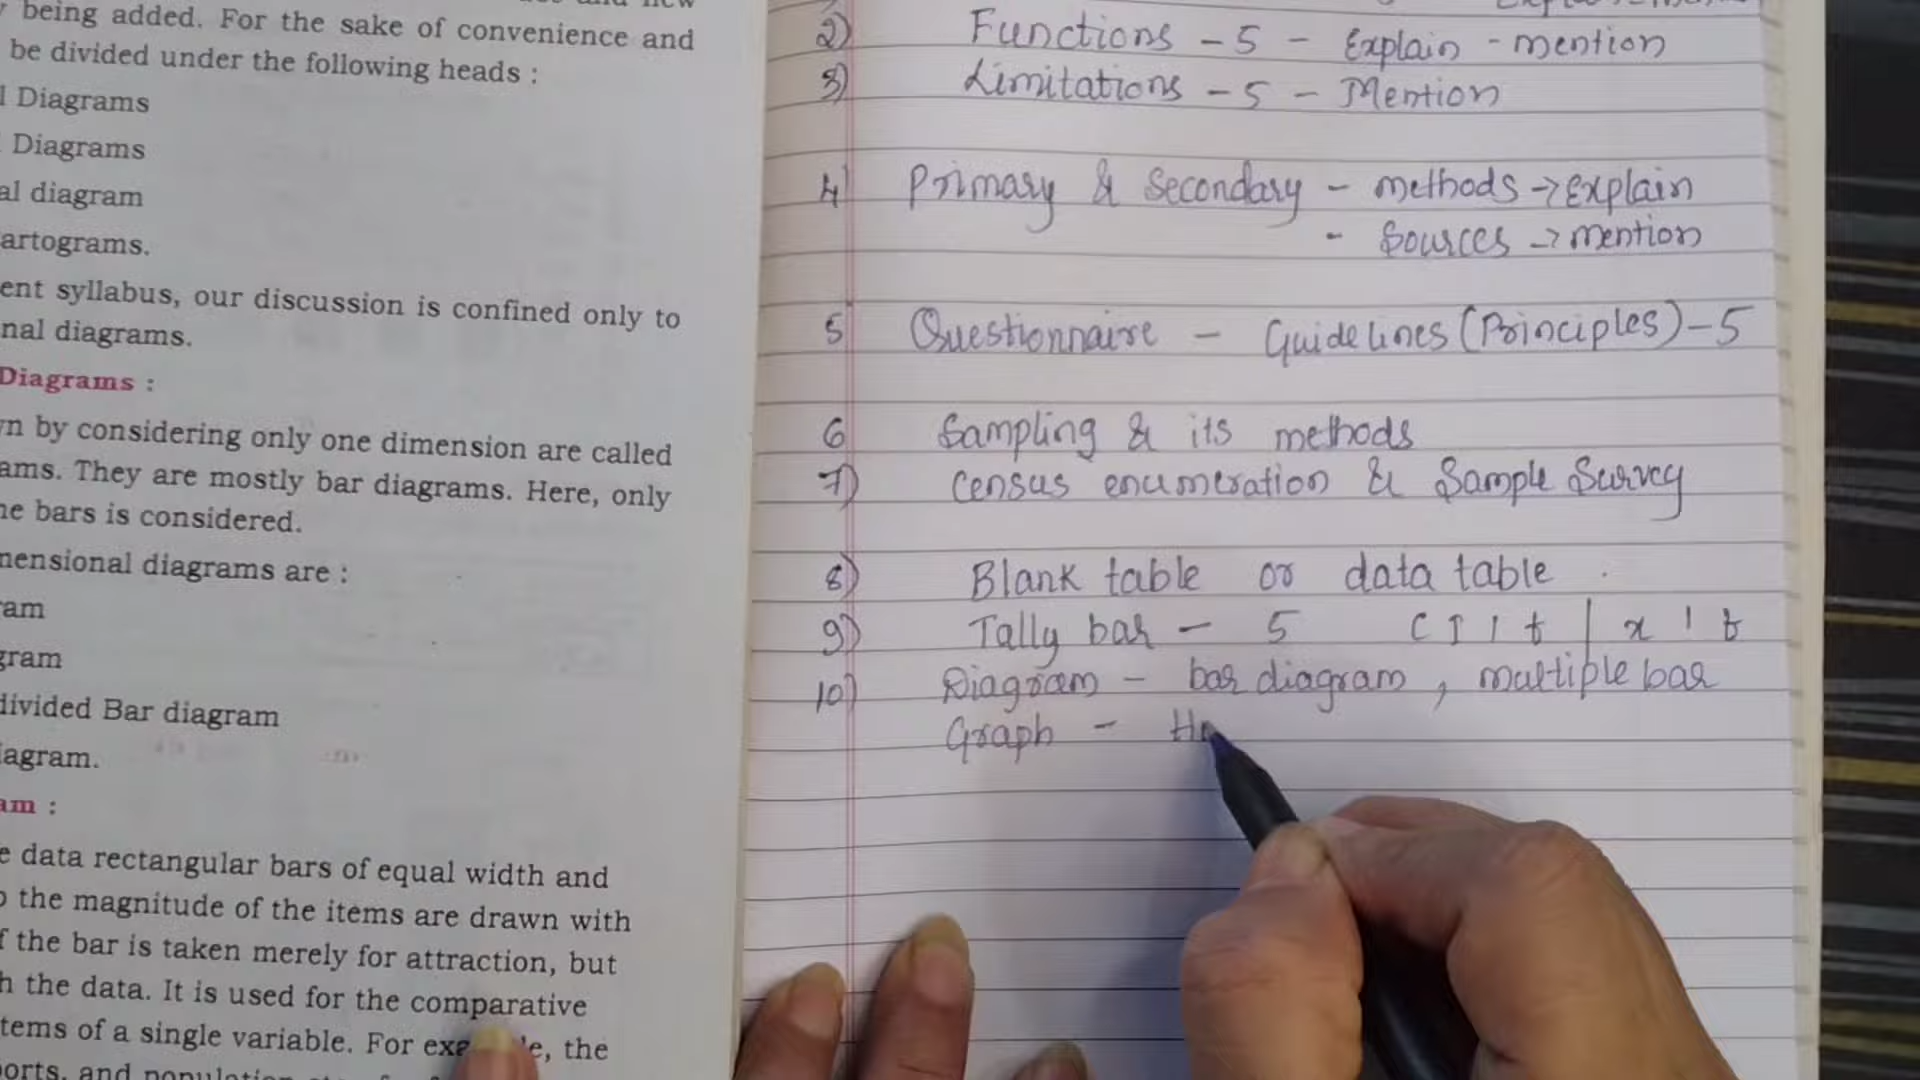 being added. For the sake of convenience and
be divided under the following heads :
Diagrams
Diagrams
al diagram
artograms.
ent syllabus, our discussion is confined only to
nal diagrams.
Diagrams :
n by considering only one dimension are called
ams. They are mostly bar diagrams. Here, only
he bars is considered.
mensional diagrams are :
ram
gram
divided Bar diagram
iagram.
am :
e data rectangular bars of equal width and
the magnitude of the items are drawn with
f the bar is taken merely for attraction, but
h the data. It is used for the comparative
tems of a single variable. For the
ports, and population
2) Functions - 5 - Explain - mention
3) Limitations - 5 - Mention
4) Primary & Secondary - methods → Explain
- Sources → mention
5 Questionnaire - Guidelines (Principles) - 5
6 Sampling & its methods
7) Census enumeration & Sample Survey
8) Blank table or data table .
9) Tally bar - 5 C I | f | x | f
10) Diagram - bar diagram , multiple bar
Graph - H